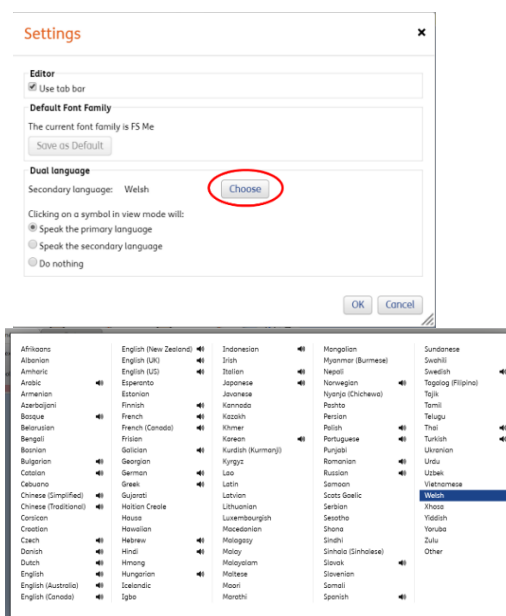 Settings
Editor
Use tab bar
Default Font Family
The current font family is FS Me
Save as Default
Dual language
Secondary language: Welsh
Choose
Clicking on a symbol in view mode will:
Speak the primary language
Speak the secondary language
Do nothing
OK Cancel
Afrikaans
Albanian
Amharic
Arabic
Armenian
Azerbaijani
Basque
Belarusian
Bengali
Bosnian
Bulgarian
Catalan
Cebuano
Chinese (Simplified)
Chinese (Traditional)
Corsican
Croatian
Czech
Danish
Dutch
English
English (Australia)
English (Canada)
English (New Zealand)
English (UK)
English (US)
Esperanto
Estonian
Finnish
French
French (Canada)
Frisian
Galician
Georgian
German
Greek
Gujarati
Haitian Creole
Hausa
Hawaiian
Hebrew
Hindi
Hmong
Hungarian
Icelandic
Igbo
Indonesian
Irish
Italian
Japanese
Javanese
Kannada
Kazakh
Khmer
Korean
Kurdish (Kurmanji)
Kyrgyz
Lao
Latin
Latvian
Lithuanian
Luxembourgish
Macedonian
Malagasy
Malay
Malayalam
Maltese
Maori
Marathi
Mongolian
Myanmar (Burmese)
Nepali
Norwegian
Nyanja (Chichewa)
Pashto
Persian
Polish
Portuguese
Punjabi
Romanian
Russian
Samoan
Scots Gaelic
Serbian
Sesotho
Shona
Sindhi
Sinhala (Sinhalese)
Slovak
Slovenian
Somali
Spanish
Sundanese
Swahili
Swedish
Tagalog (Filipino)
Tajik
Tamil
Telugu
Thai
Turkish
Ukranian
Urdu
Uzbek
Vietnamese
Welsh
Xhosa
Yiddish
Yoruba
Zulu
Other